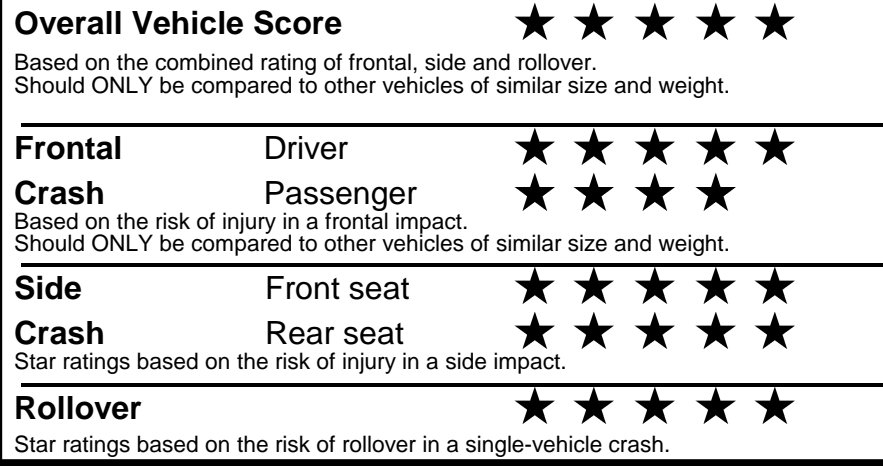 Overall Vehicle Score ★ ★ ★ ★ ★
Based on the combined rating of frontal, side and rollover.
Should ONLY be compared to other vehicles of similar size and weight.
Frontal Driver ★ ★ ★ ★ ★
Crash Passenger ★ ★ ★ ★
Based on the risk of injury in a frontal impact.
Should ONLY be compared to other vehicles of similar size and weight.
Side Front seat ★ ★ ★ ★ ★
Crash Rear seat ★ ★ ★ ★ ★
Star ratings based on the risk of injury in a side impact.
Rollover ★ ★ ★ ★ ★
Star ratings based on the risk of rollover in a single-vehicle crash.